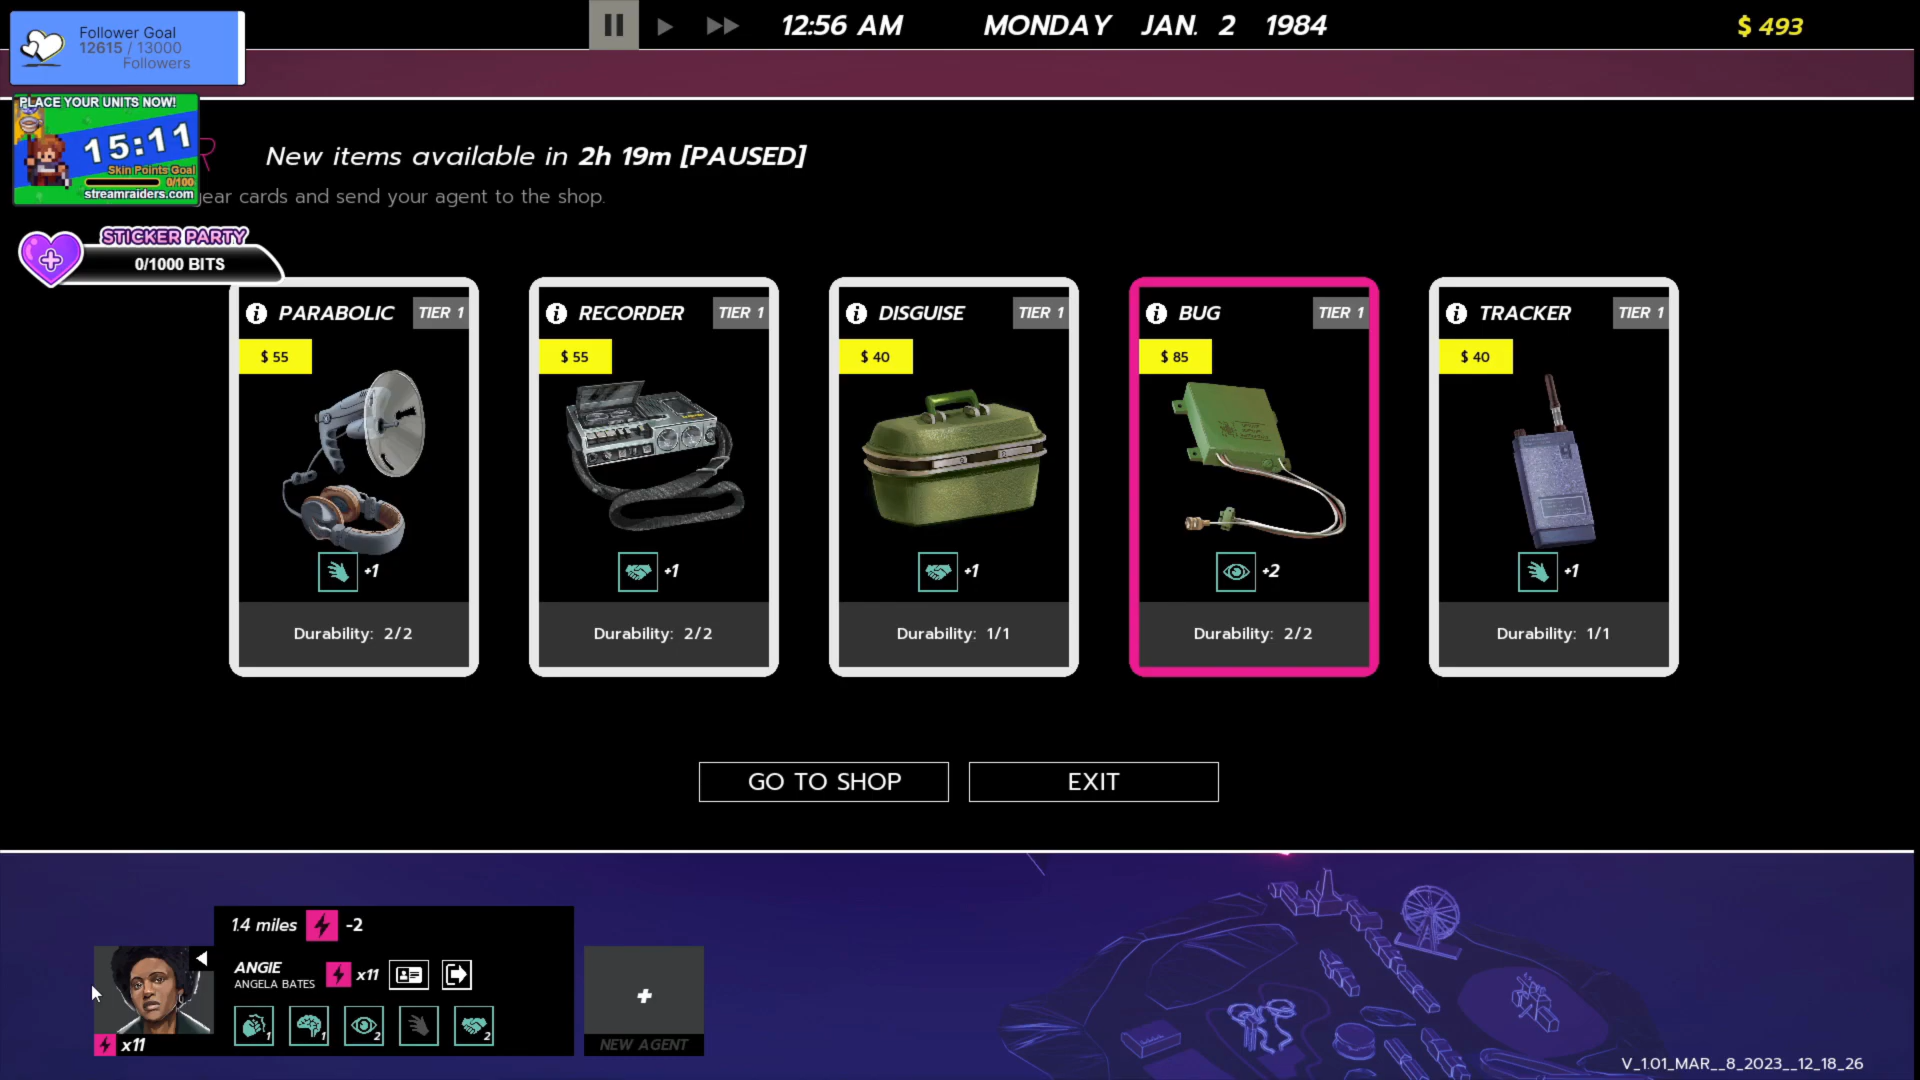 Follower Goal
12615 / 13000
Followers
12:56 AM MONDAY JAN. 2 1984
$ 493
PLACE YOUR UNITS NOW!
15:11
Skin Points Goal
0/100
streamraiders.com
R
New items available in 2h 19m [PAUSED]
gear cards and send your agent to the shop.
STICKER PARTY
0/1000 BITS
i PARABOLIC TIER 1
$ 55
+1
Durability: 2/2
i RECORDER TIER 1
$ 55
+1
Durability: 2/2
i DISGUISE TIER 1
$ 40
+1
Durability: 1/1
i BUG TIER 1
$ 85
+2
Durability: 2/2
i TRACKER TIER 1
$ 40
+1
Durability: 1/1
GO TO SHOP
EXIT
1.4 miles -2
ANGIE
ANGELA BATES
x11
1 1 2 2
x11
+
NEW AGENT
V_1.01_MAR__8_2023__12_18_26